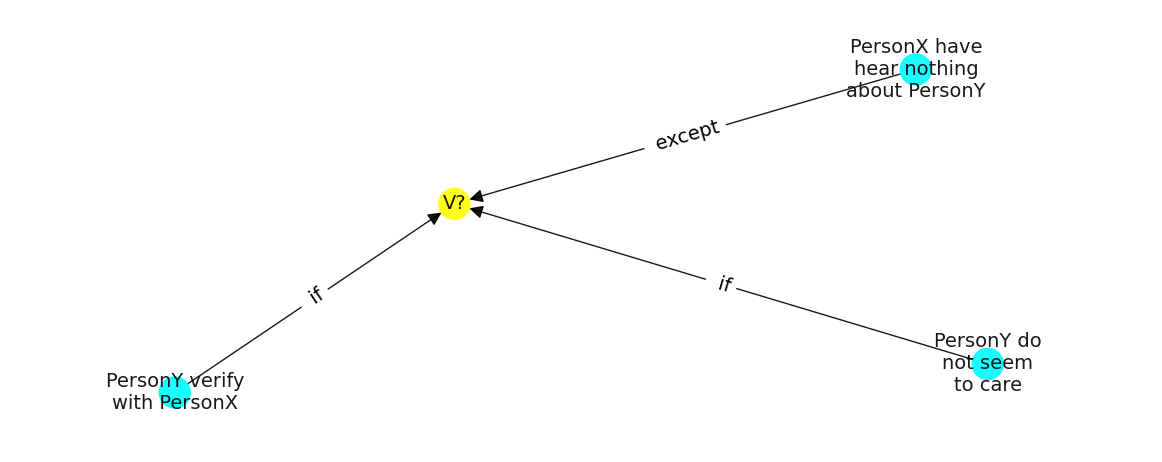 PersonX have
hear nothing
about PersonY
except
V?
if
if
PersonY do
not seem
to care
PersonY verify
with PersonX